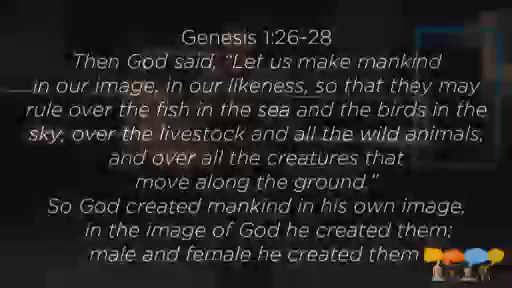 Genesis 1:26-28
Then God said, “Let us make mankind
in our image, in our likeness, so that they may
rule over the fish in the sea and the birds in the
sky, over the livestock and all the wild animals,
and over all the creatures that
move along the ground.”
So God created mankind in his own image,
in the image of God he created them;
male and female he created them